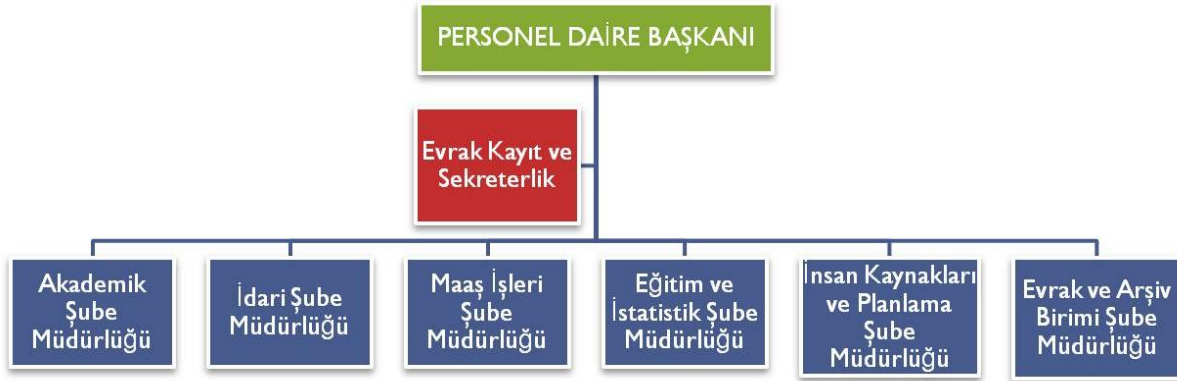 PERSONEL DAİRE BAŞKANI
Evrak Kayıt ve
Sekreterlik
Akademik
Şube
Müdürlüğü
İdari Şube
Müdürlüğü
Maaş İşleri
Şube
Müdürlüğü
Eğitim ve
İstatistik Şube
Müdürlüğü
İnsan Kaynakları
ve Planlama
Şube
Müdürlüğü
Evrak ve Arşiv
Birimi Şube
Müdürlüğü